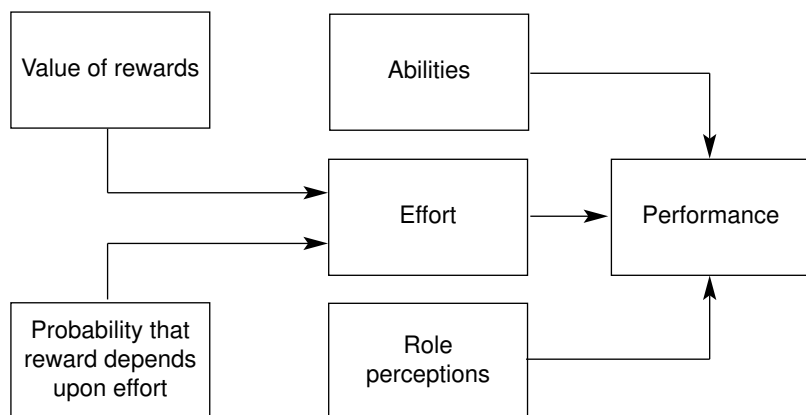 Value of rewards
Abilities
Effort
Performance
Probability that
reward depends
upon effort
Role
perceptions